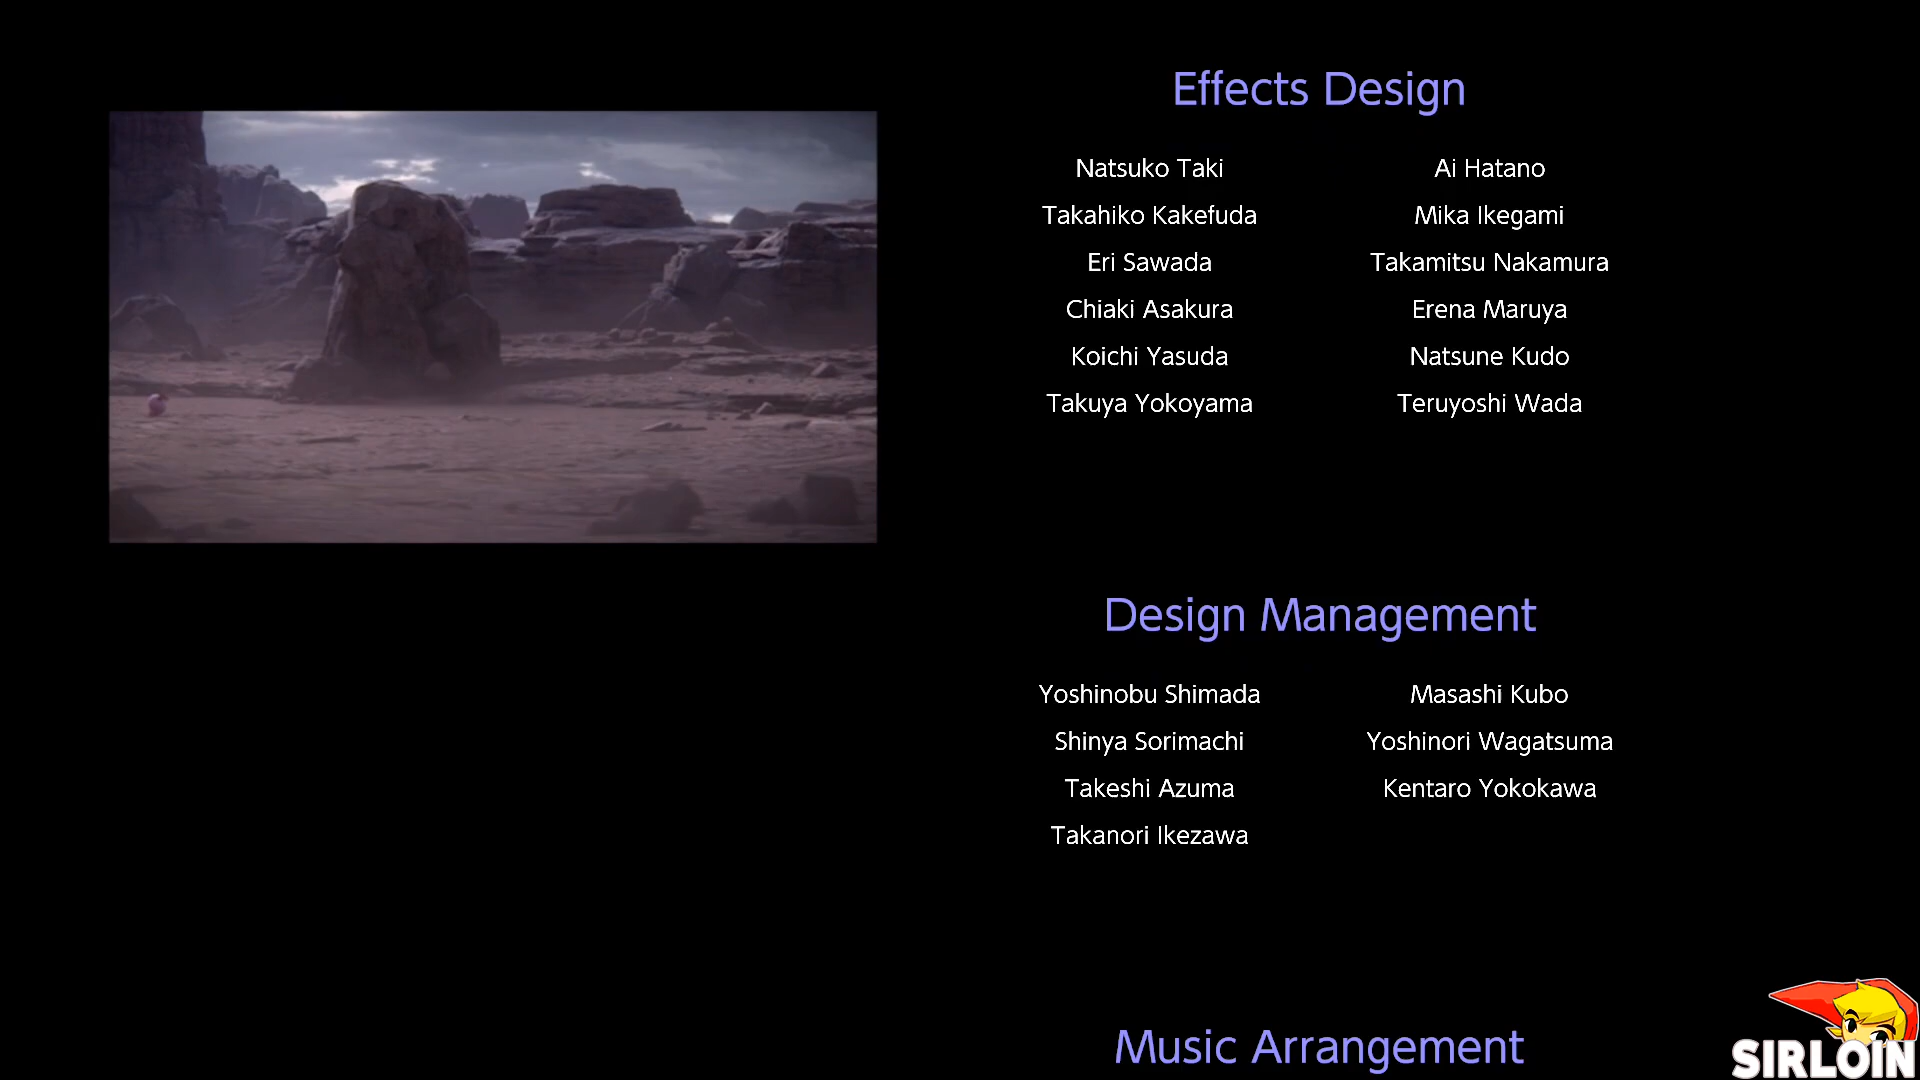 Effects Design
Natsuko Taki Ai Hatano
Takahiko Kakefuda Mika Ikegami
Eri Sawada Takamitsu Nakamura
Chiaki Asakura Erena Maruya
Koichi Yasuda Natsune Kudo
Takuya Yokoyama Teruyoshi Wada
Design Management
Yoshinobu Shimada Masashi Kubo
Shinya Sorimachi Yoshinori Wagatsuma
Takeshi Azuma Kentaro Yokokawa
Takanori Ikezawa
Music Arrangement
SIRLOIN